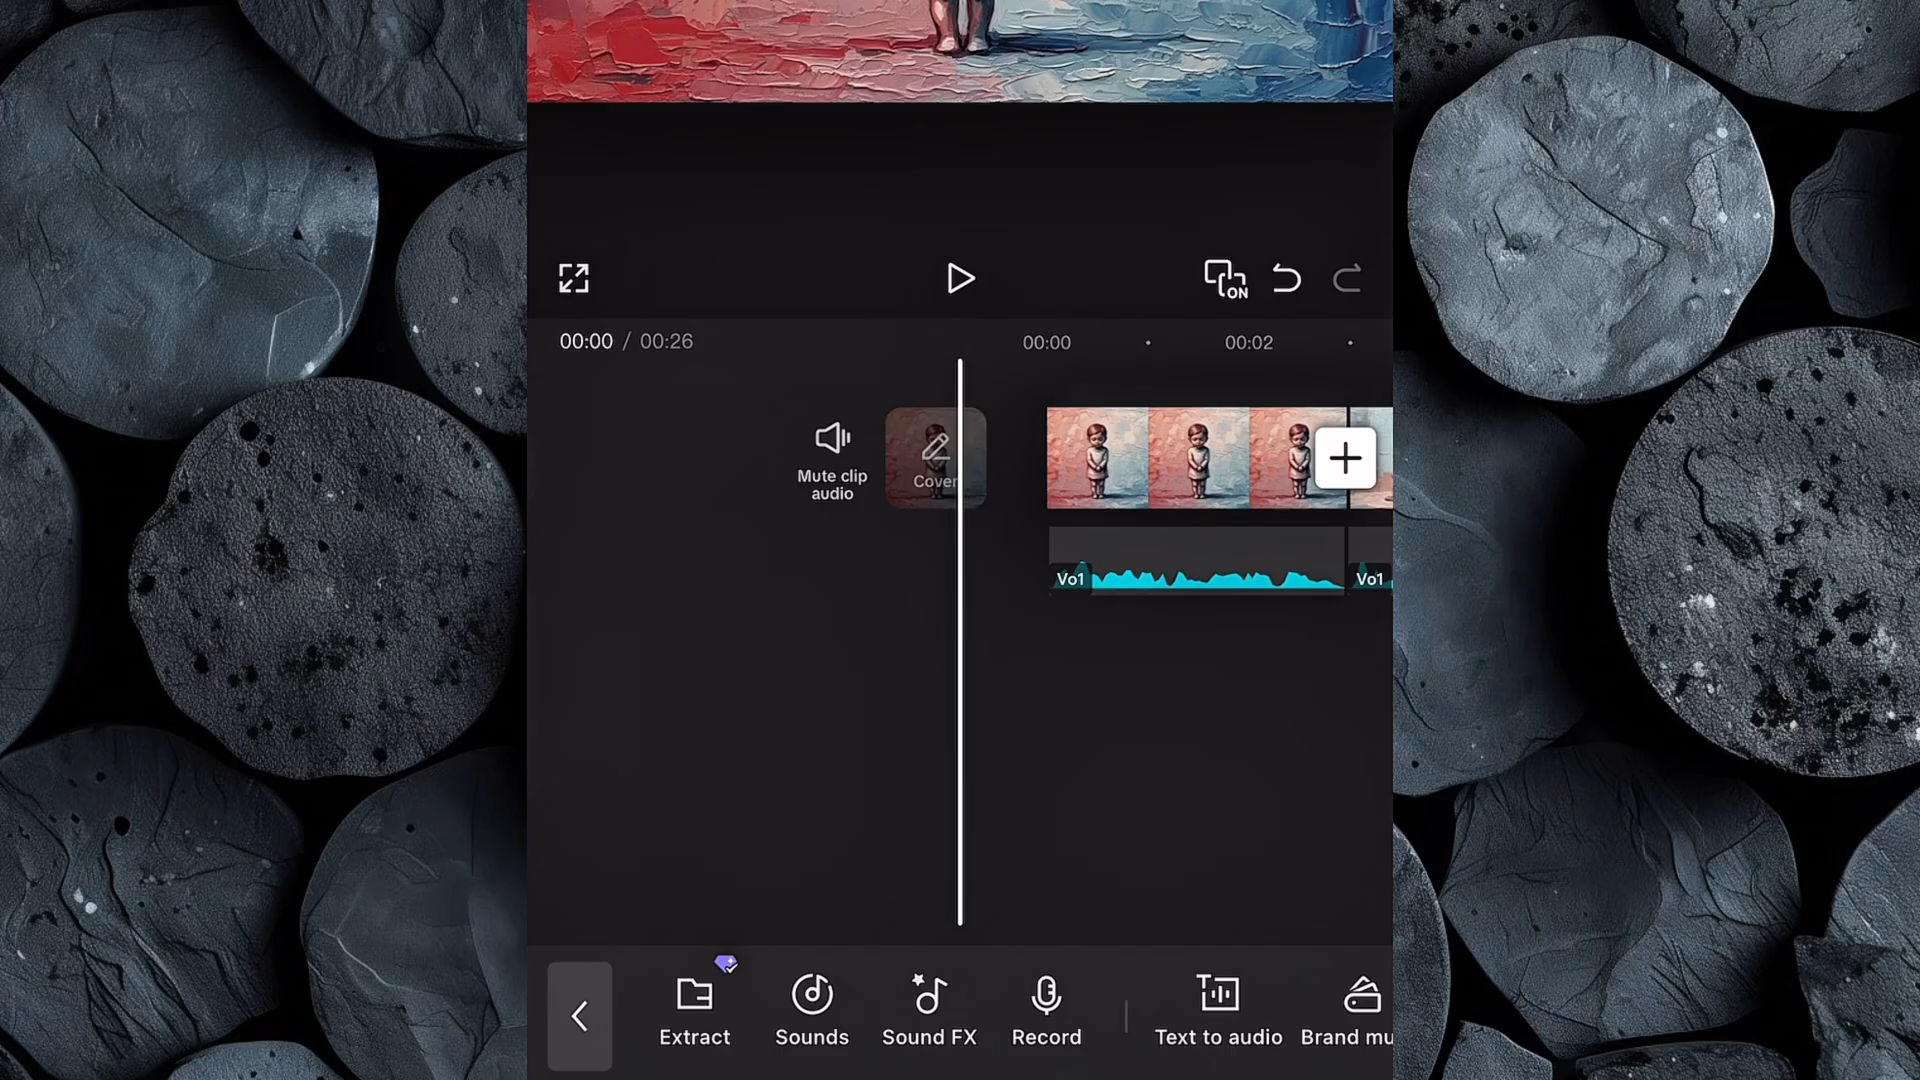 ON
00:00 / 00:26
00:00
00:02
Mute clip
audio
Cover
Vo1
Vo1
Extract
Sounds
Sound FX
Record
Text to audio
Brand mu